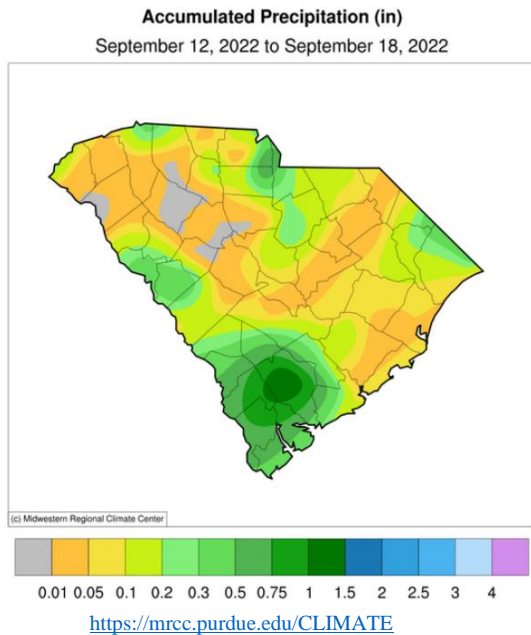 Accumulated Precipitation (in)
September 12, 2022 to September 18, 2022
(c) Midwestern Regional Climate Center
0.01 0.05 0.1 0.2 0.3 0.5 0.75 1 1.5 2 2.5 3 4
https://mrcc.purdue.edu/CLIMATE